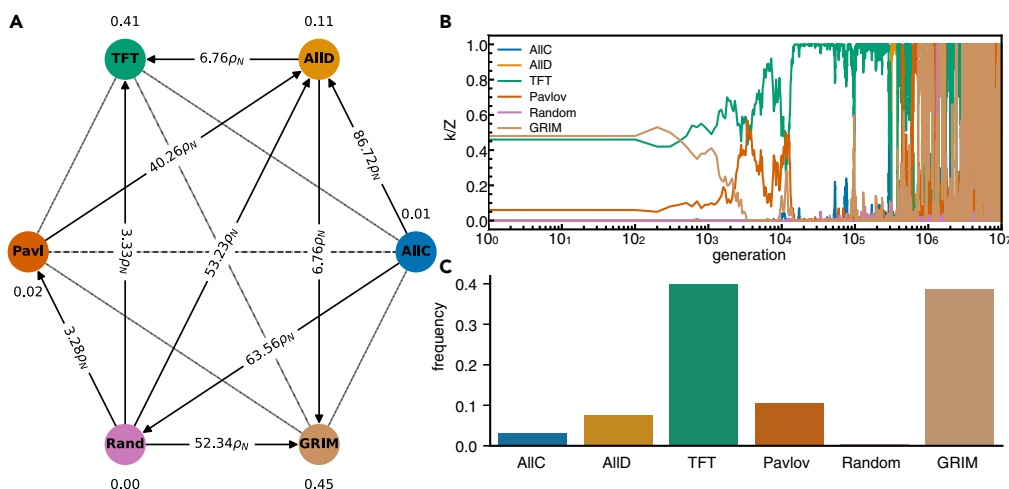 A
0.41
0.11
TFT
AllD
6.76ρN
40.26ρN
86.72ρN
3.33ρN
53.23ρN
6.76ρN
0.01
Pavl
AllC
0.02
3.28ρN
63.56ρN
Rand
52.34ρN
GRIM
0.00
0.45
B
k/Z
1.0
0.8
0.6
0.4
0.2
0.0
AllC
AllD
TFT
Pavlov
Random
GRIM
10⁰ 10¹ 10² 10³ 10⁴ 10⁵ 10⁶ 10⁷
generation
C
frequency
0.4
0.3
0.2
0.1
0.0
AllC AllD TFT Pavlov Random GRIM